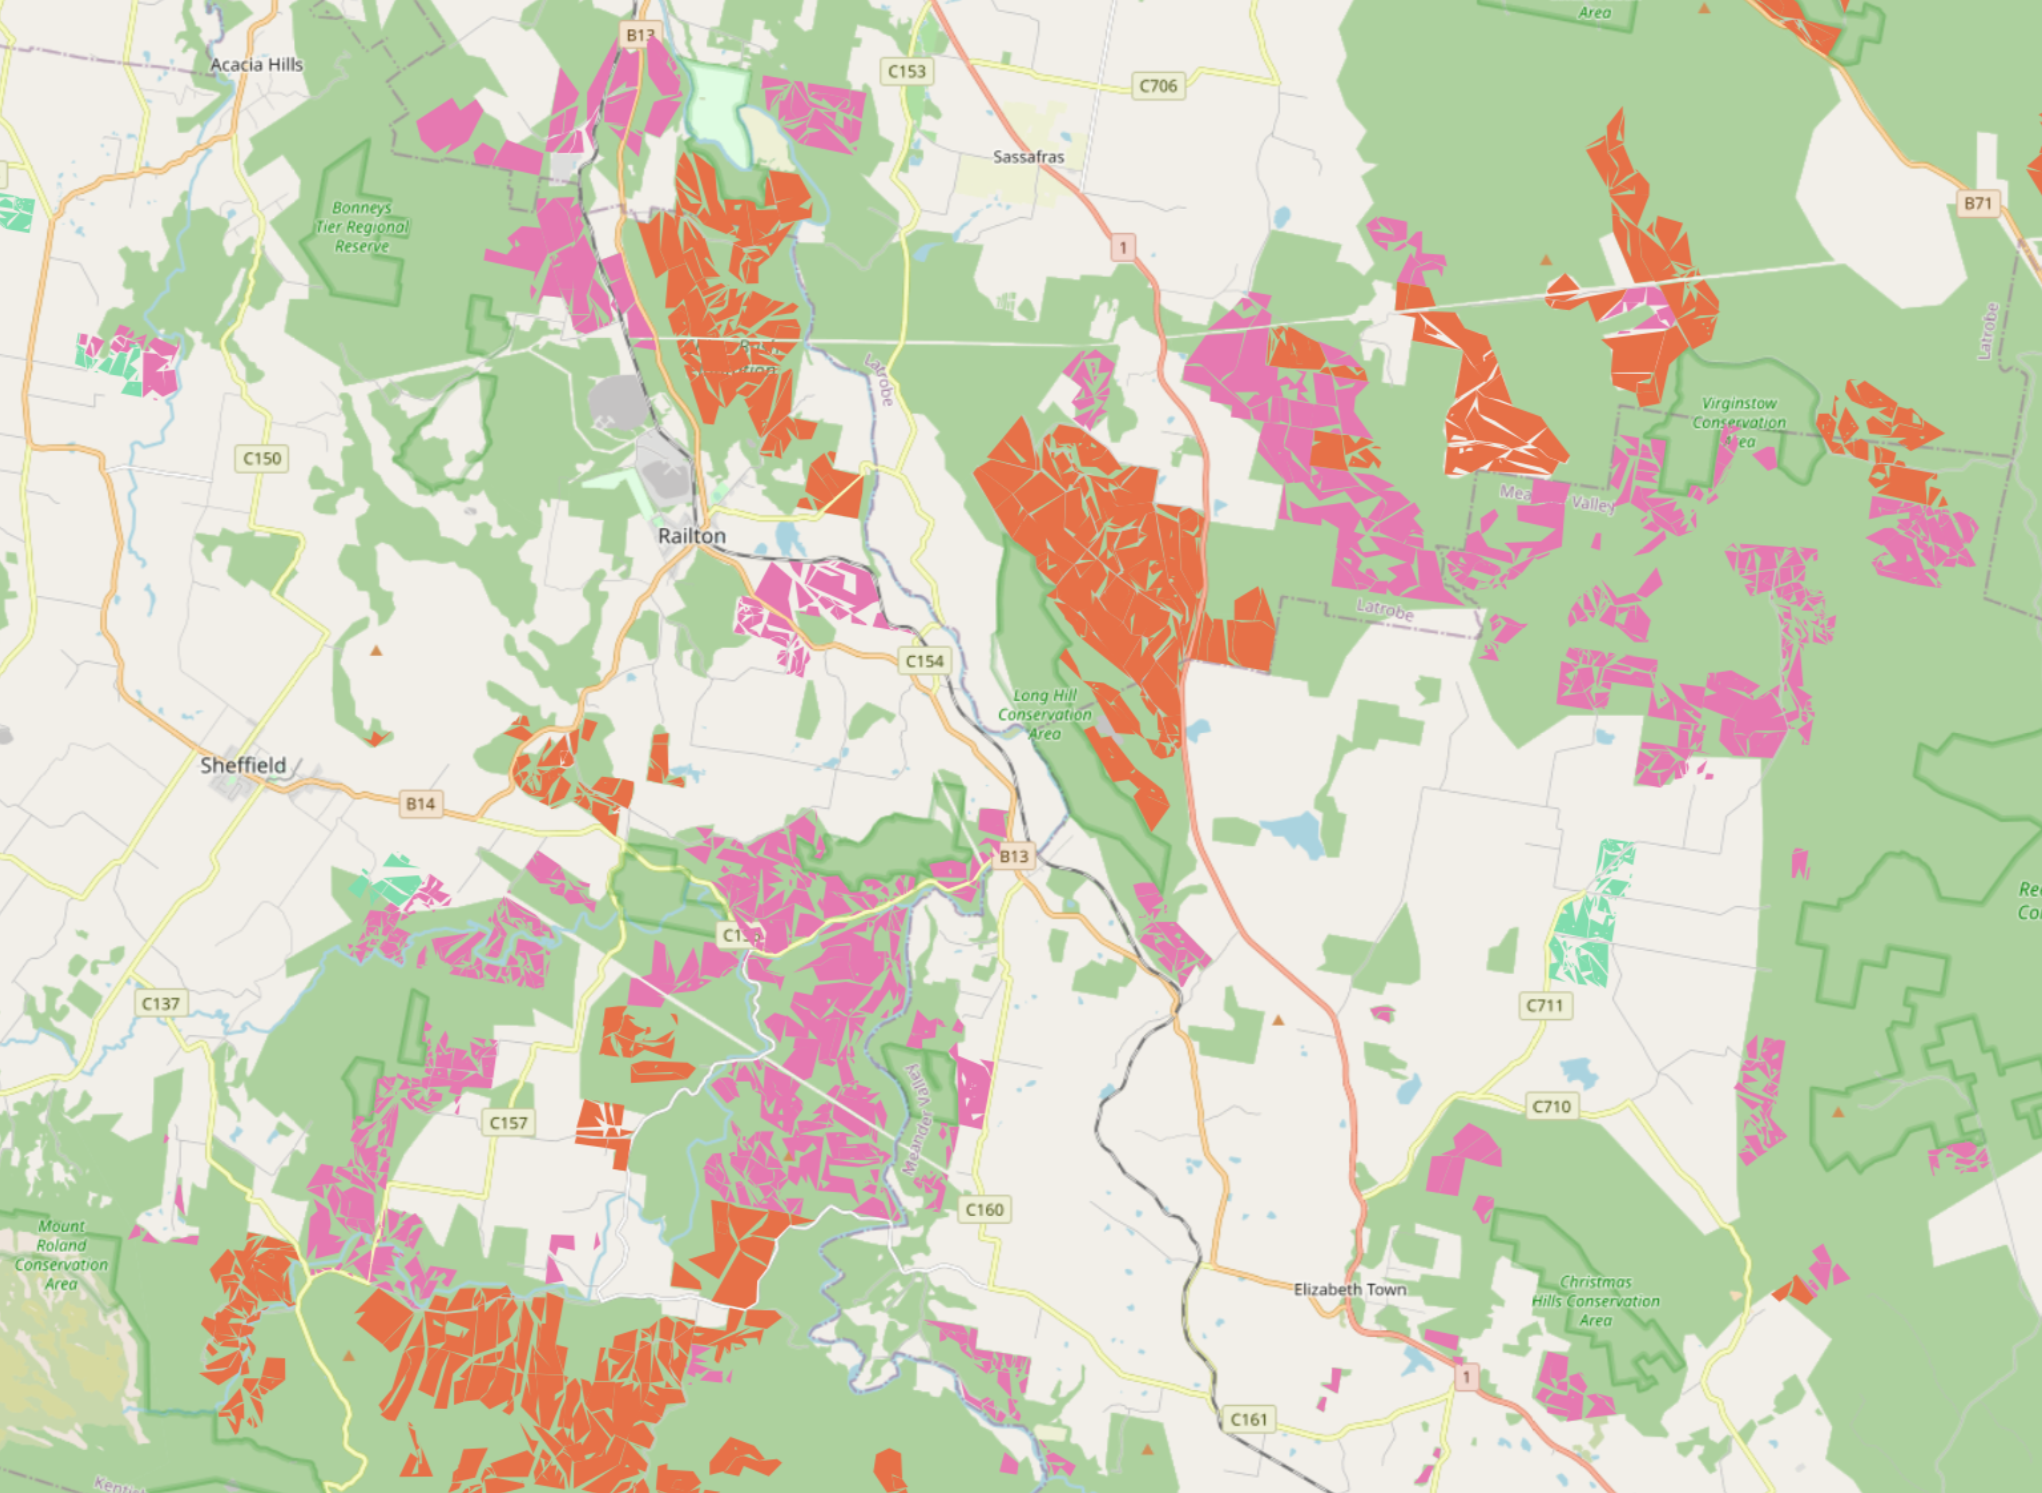 Area
B13
Acacia Hills
C153
C706
Sassafras
B71
Bonneys
Tier Regional
Reserve
1
Latrobe
Latrobe
Virginstow
Conservation
C150
Valley
Railton
Latrobe
C154
Long Hill
Conservation
Area
Sheffield
B14
B13
C137
C711
Meander Valley
C157
C710
C160
Mount
Roland
Conservation
Area
Elizabeth Town
Christmas
Hills Conservation
Area
1
C161